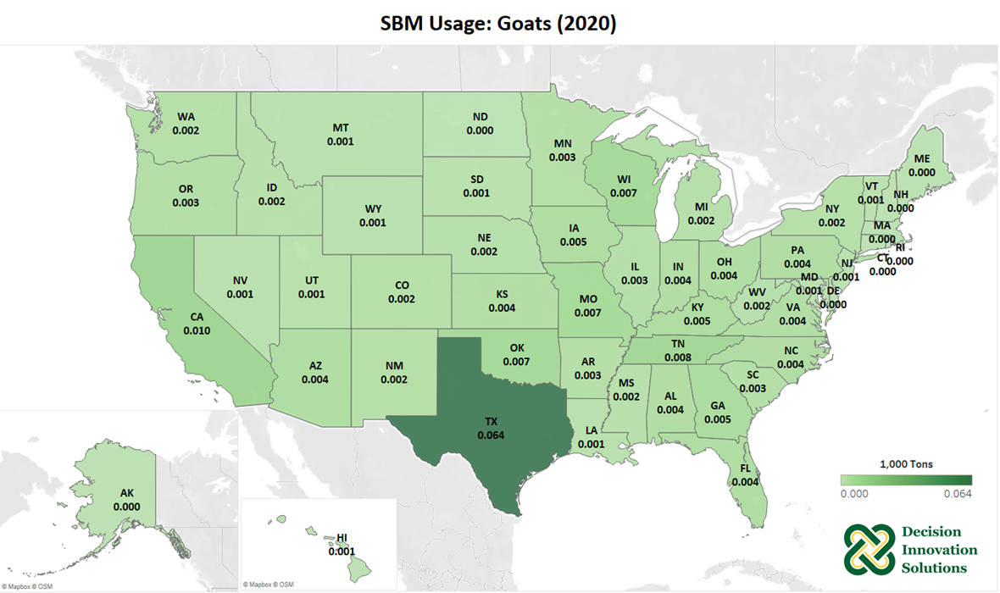 SBM Usage: Goats (2020)
WA
0.002
MT
0.001
ND
0.000
MN
0.003
ME
0.000
OR
0.003
ID
0.002
WY
0.001
SD
0.001
WI
0.007
MI
0.002
NY
0.002
VT
0.001
NH
0.000
MA
0.000
RI
0.000
CT
0.000
NV
0.001
UT
0.001
CO
0.002
NE
0.002
IA
0.005
IL
0.003
IN
0.004
OH
0.004
PA
0.004
NJ
0.001
MD
0.001
DE
0.000
CA
0.010
KS
0.004
MO
0.007
KY
0.005
WV
0.002
VA
0.004
AZ
0.004
NM
0.002
OK
0.007
AR
0.003
TN
0.008
NC
0.004
SC
0.003
TX
0.064
LA
0.001
MS
0.002
AL
0.004
GA
0.005
FL
0.004
AK
0.000
HI
0.001
1,000 Tons
0.000 0.064
Decision
Innovation
Solutions
© Mapbox © OSM
© Mapbox © OSM